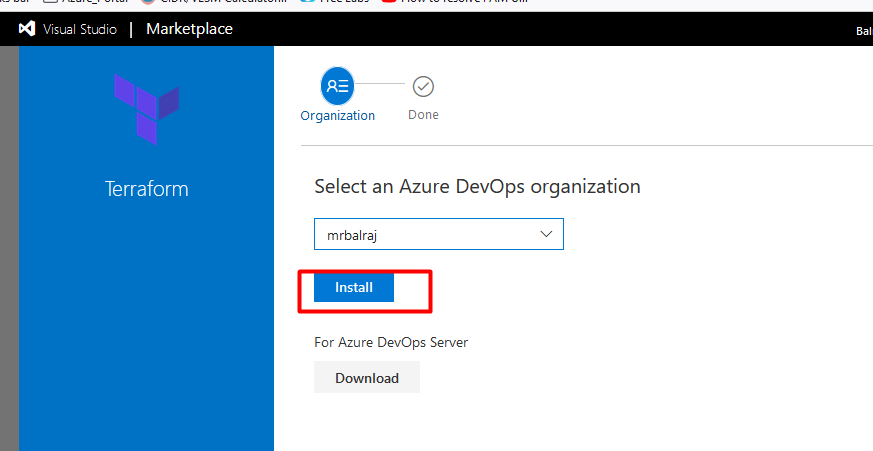 Visual Studio | Marketplace
Bal
Terraform
Organization
Done
Select an Azure DevOps organization
mrbalraj
Install
For Azure DevOps Server
Download